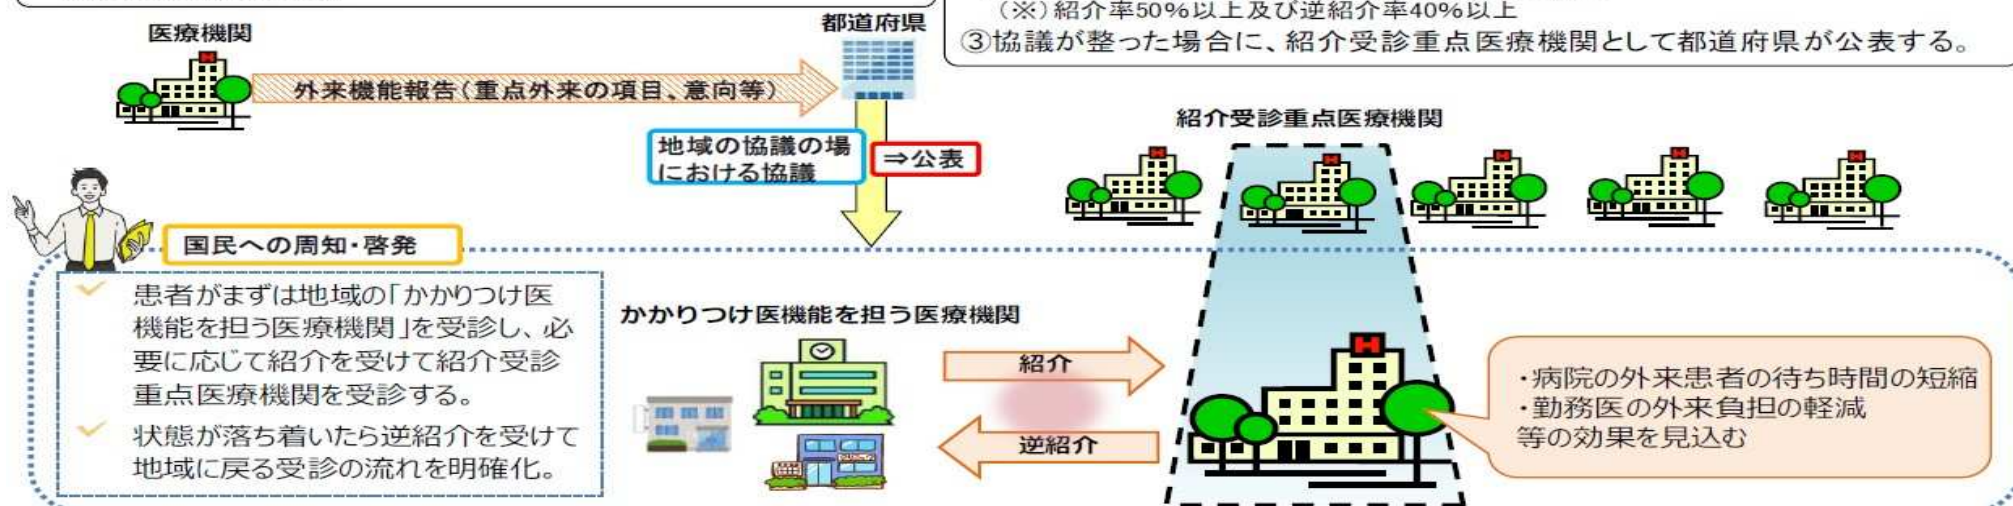 (※)紹介率50%以上及び逆紹介率40%以上
③協議が整った場合に、紹介受診重点医療機関として都道府県が公表する。
医療機関
都道府県
外来機能報告(重点外来の項目、意向等)
地域の協議の場
における協議
⇒公表
紹介受診重点医療機関
国民への周知・啓発
患者がまずは地域の「かかりつけ医
機能を担う医療機関」を受診し、必
要に応じて紹介を受けて紹介受診
重点医療機関を受診する。
状態が落ち着いたら逆紹介を受けて
地域に戻る受診の流れを明確化。
かかりつけ医機能を担う医療機関
紹介
逆紹介
・病院の外来患者の待ち時間の短縮
・勤務医の外来負担の軽減
等の効果を見込む